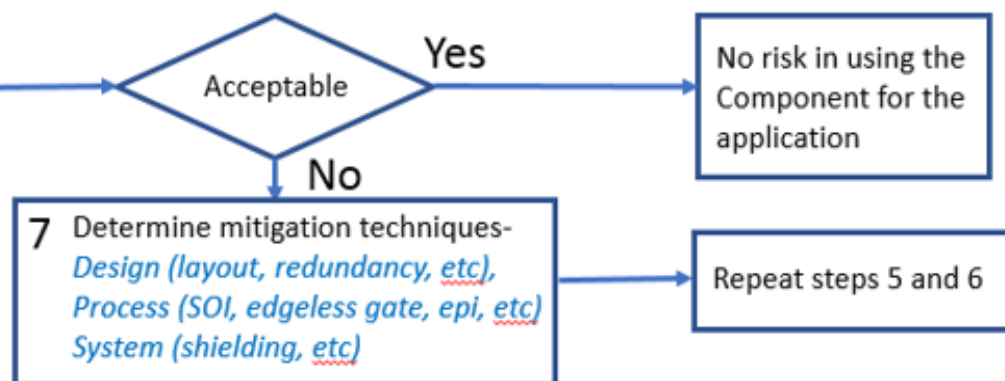 Acceptable
Yes
No risk in using the
Component for the
application
No
7 Determine mitigation techniques-
Design (layout, redundancy, etc),
Process (SOI, edgeless gate, epi, etc)
System (shielding, etc)
Repeat steps 5 and 6